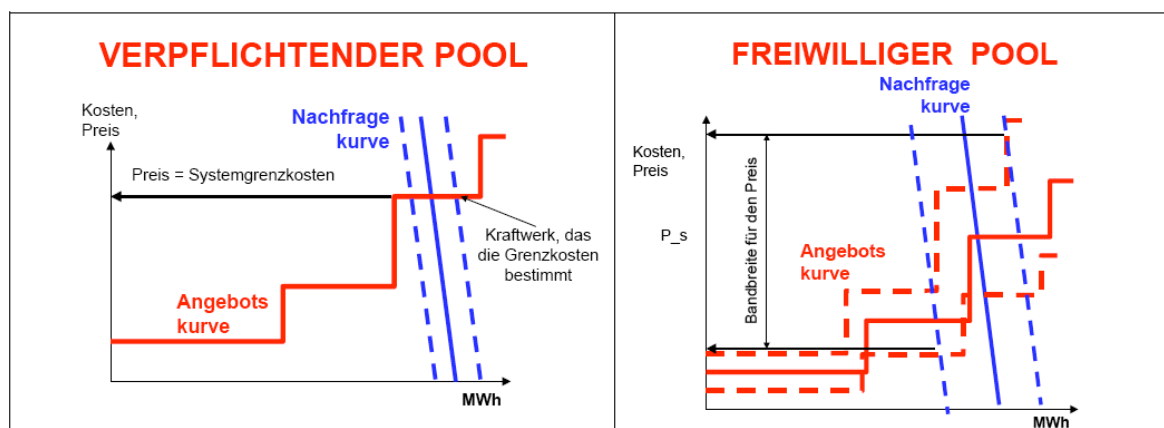 VERPFLICHTENDER POOL
Kosten,
Preis
Nachfrage
kurve
Preis = Systemgrenzkosten
Kraftwerk, das
die Grenzkosten
bestimmt
Angebots
kurve
MWh
FREIWILLIGER POOL
Nachfrage
kurve
Kosten,
Preis
P_s
Bandbreite für den Preis
Angebots
kurve
MWh